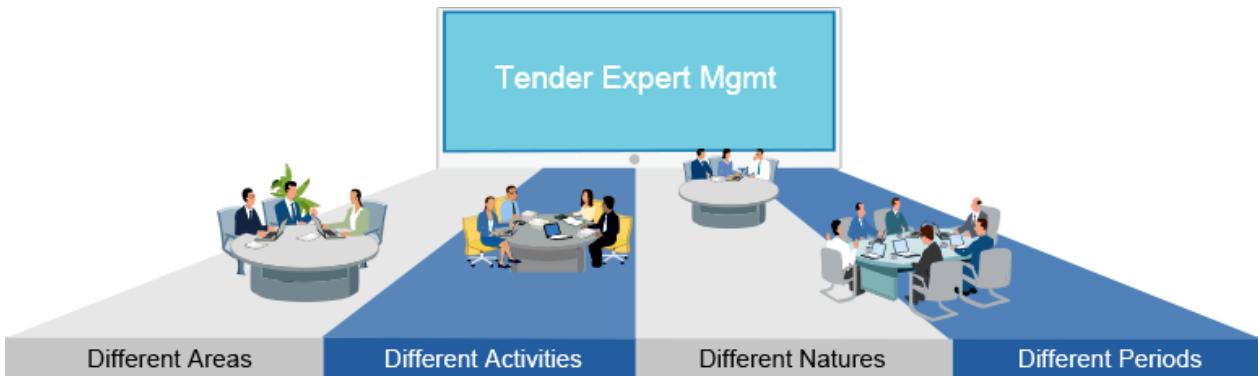 Tender Expert Mgmt
Different Areas
Different Activities
Different Natures
Different Periods